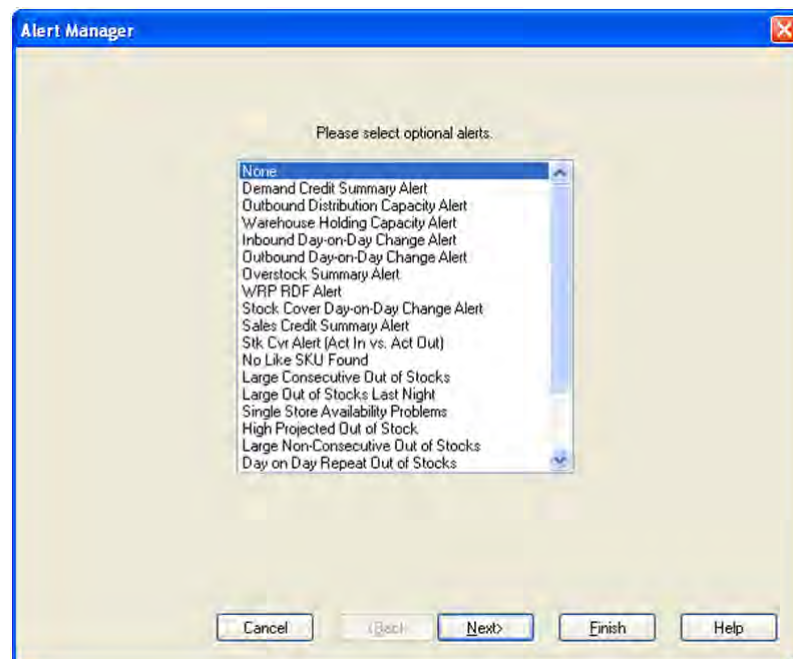 Alert Manager
Please select optional alerts.
None
Demand Credit Summary Alert
Outbound Distribution Capacity Alert
Warehouse Holding Capacity Alert
Inbound Day-on-Day Change Alert
Outbound Day-on-Day Change Alert
Overstock Summary Alert
WRP RDF Alert
Stock Cover Day-on-Day Change Alert
Sales Credit Summary Alert
Stk Cvr Alert (Act In vs. Act Out)
No Like SKU Found
Large Consecutive Out of Stocks
Large Out of Stocks Last Night
Single Store Availability Problems
High Projected Out of Stock
Large Non-Consecutive Out of Stocks
Day on Day Repeat Out of Stocks
Cancel <Back Next> Finish Help